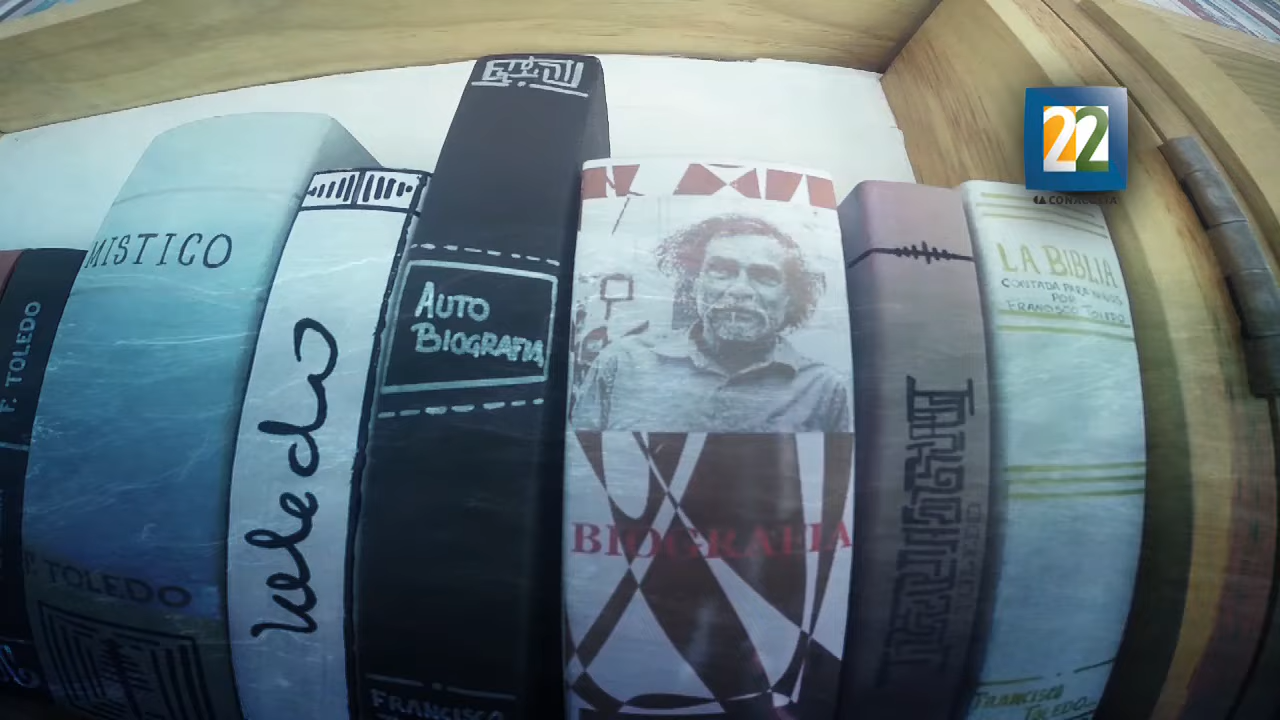 F. TOLEDO
MISTICO
F. TOLEDO
Toledo
AUTO
BIOGRAFIA
FRANCISCO
BIOGRAFIA
TOLEDO
LA BIBLIA
CONTADA PARA NIÑOS
POR
FRANCISCO TOLEDO
FRANCISCO
TOLEDO
22